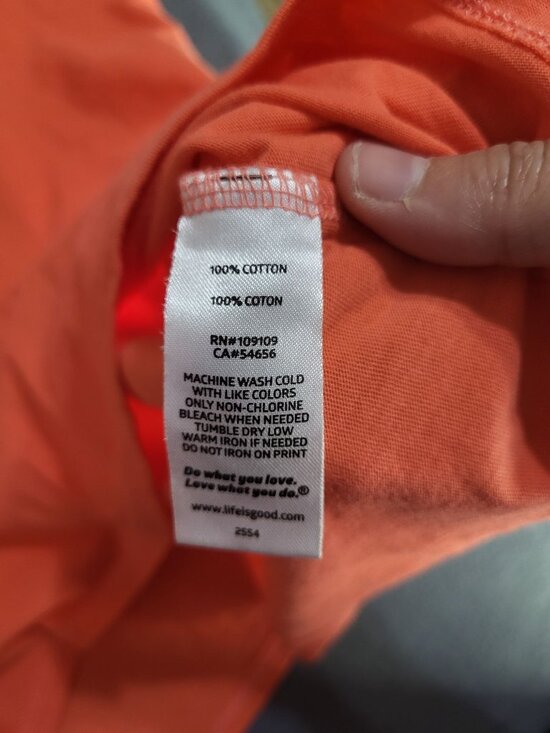 100% COTTON
100% COTON
RN#109109
CA#54656
MACHINE WASH COLD
WITH LIKE COLORS
ONLY NON-CHLORINE
BLEACH WHEN NEEDED
TUMBLE DRY LOW
WARM IRON IF NEEDED
DO NOT IRON ON PRINT
Do what you love.
Love what you do.®
www.lifeisgood.com
2554